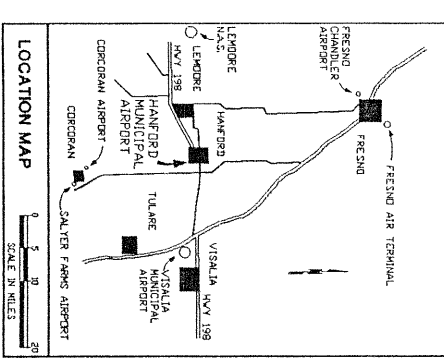 FRESNO
CHANDLER
AIRPORT
FRESNO AIR TERMINAL
FRESNO
LEMOORE
N.A.S.
LEMOORE
HWY 198
HANFORD
HANFORD
MUNICIPAL
AIRPORT
VISALIA
HWY 198
VISALIA
MUNICIPAL
AIRPORT
TULARE
CORCORAN AIRPORT
CORCORAN
SALYER FARMS AIRPORT
LOCATION MAP
0 5 10 20
SCALE IN MILES